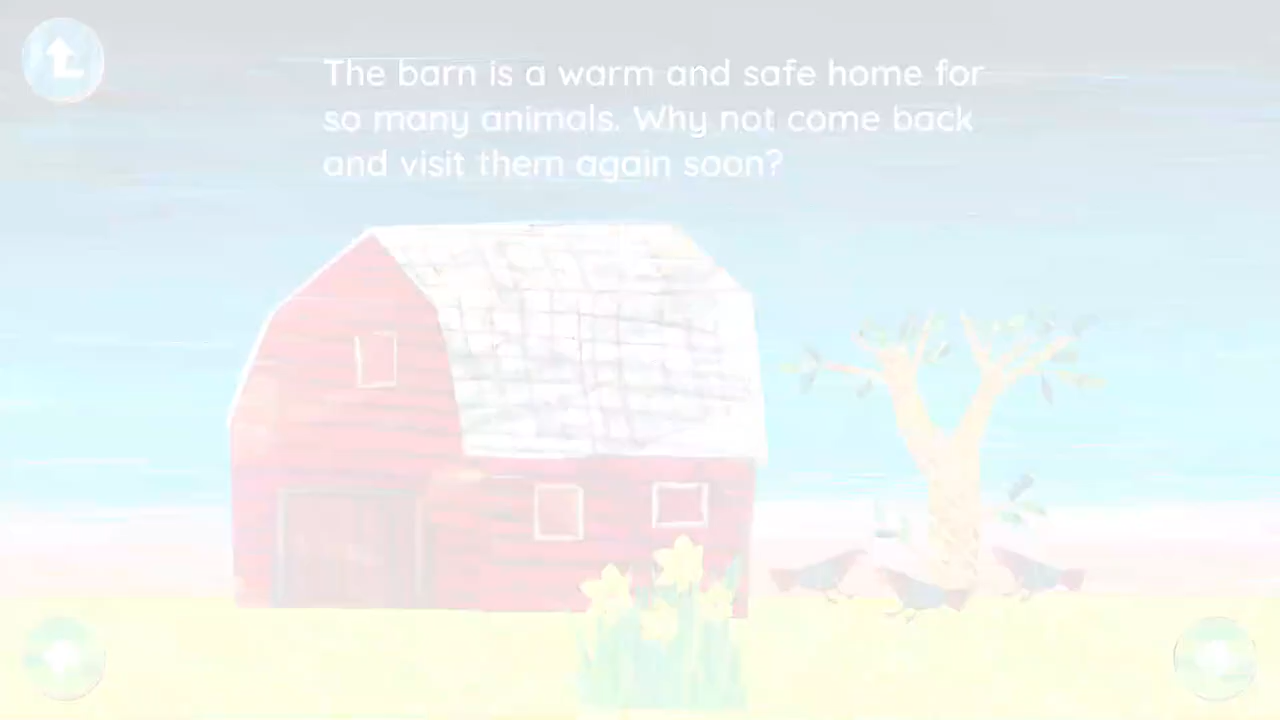 The barn is a warm and safe home for
so many animals. Why not come back
and visit them again soon?